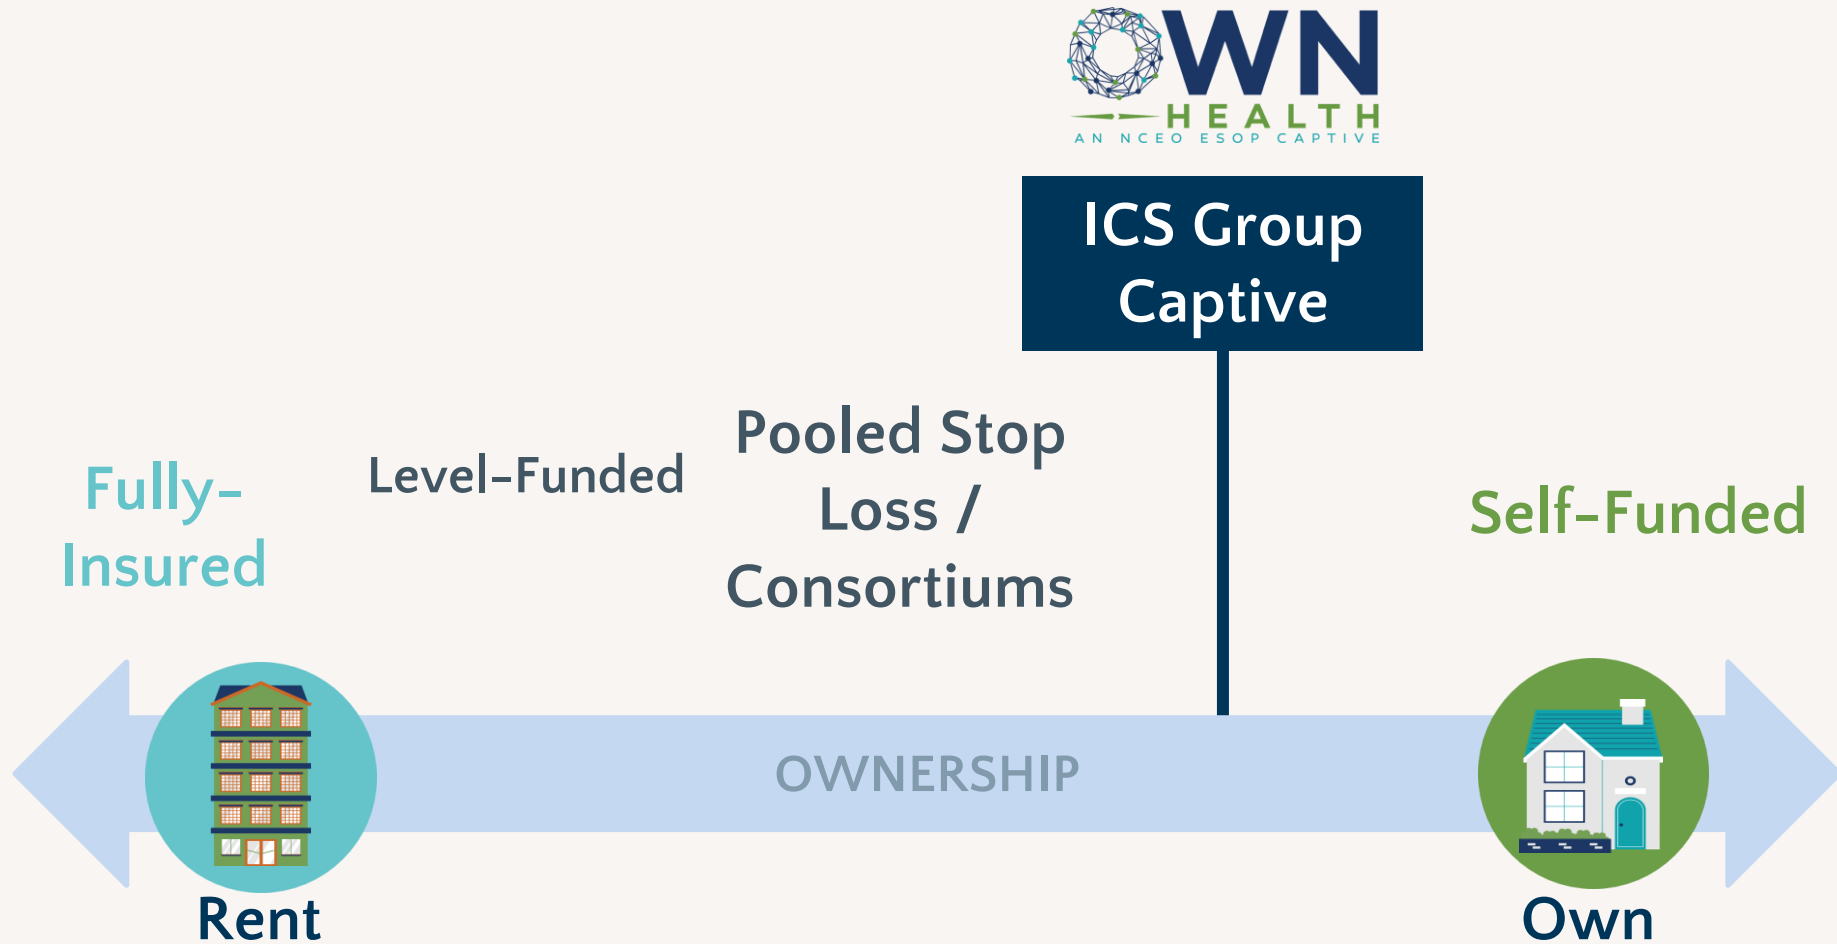 OWN
HEALTH
AN NCEO ESOP CAPTIVE
ICS Group
Captive
Fully-
Insured
Level-Funded
Pooled Stop
Loss /
Consortiums
Self-Funded
OWNERSHIP
Rent
Own